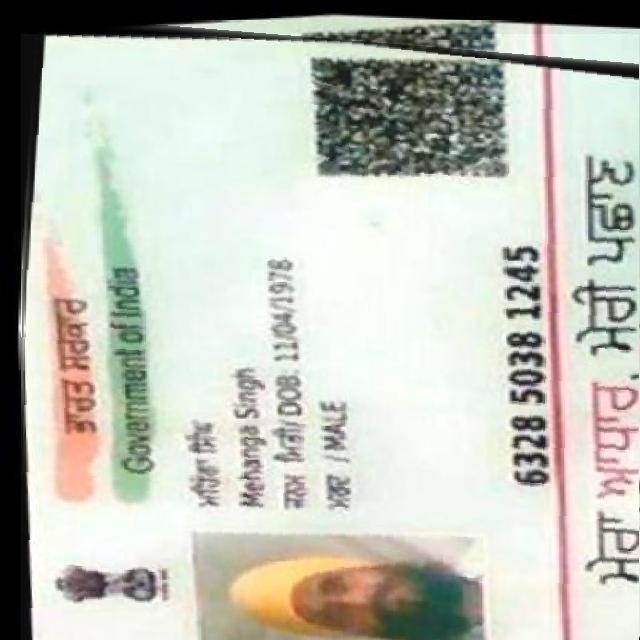 ਭਾਰਤ ਸਰਕਾਰ
Government of India
ਮਹਿੰਗਾ ਸਿੰਘ
Mehanga Singh
ਜਨਮ ਮਿਤੀ/ DOB: 11/04/1978
ਮਰਦ / MALE
6328 5038 1245
ਮੇਰਾ ਆਧਾਰ, ਮੇਰੀ ਪਛਾਣ